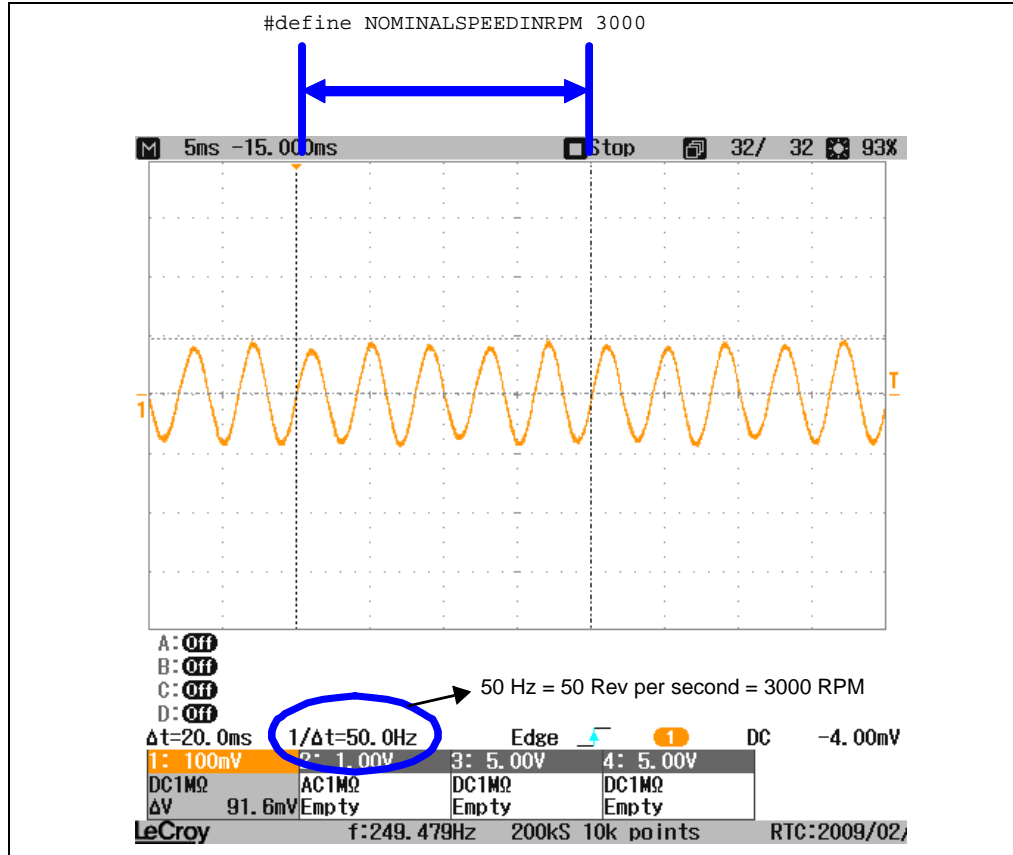 #define NOMINALSPEEDINRPM 3000
M 5ms -15.00ms Stop 32/ 32 93%
T
1
A:Off
B:Off
C:Off
D:Off
50 Hz = 50 Rev per second = 3000 RPM
Δt=20.0ms 1/Δt=50.0Hz Edge 1 DC -4.00mV
1: 100mV 2: 1.00V 3: 5.00V 4: 5.00V
DC1MΩ AC1MΩ DC1MΩ DC1MΩ
ΔV 91.6mV Empty Empty Empty
LeCroy f:249.479Hz 200kS 10k points RTC:2009/02/